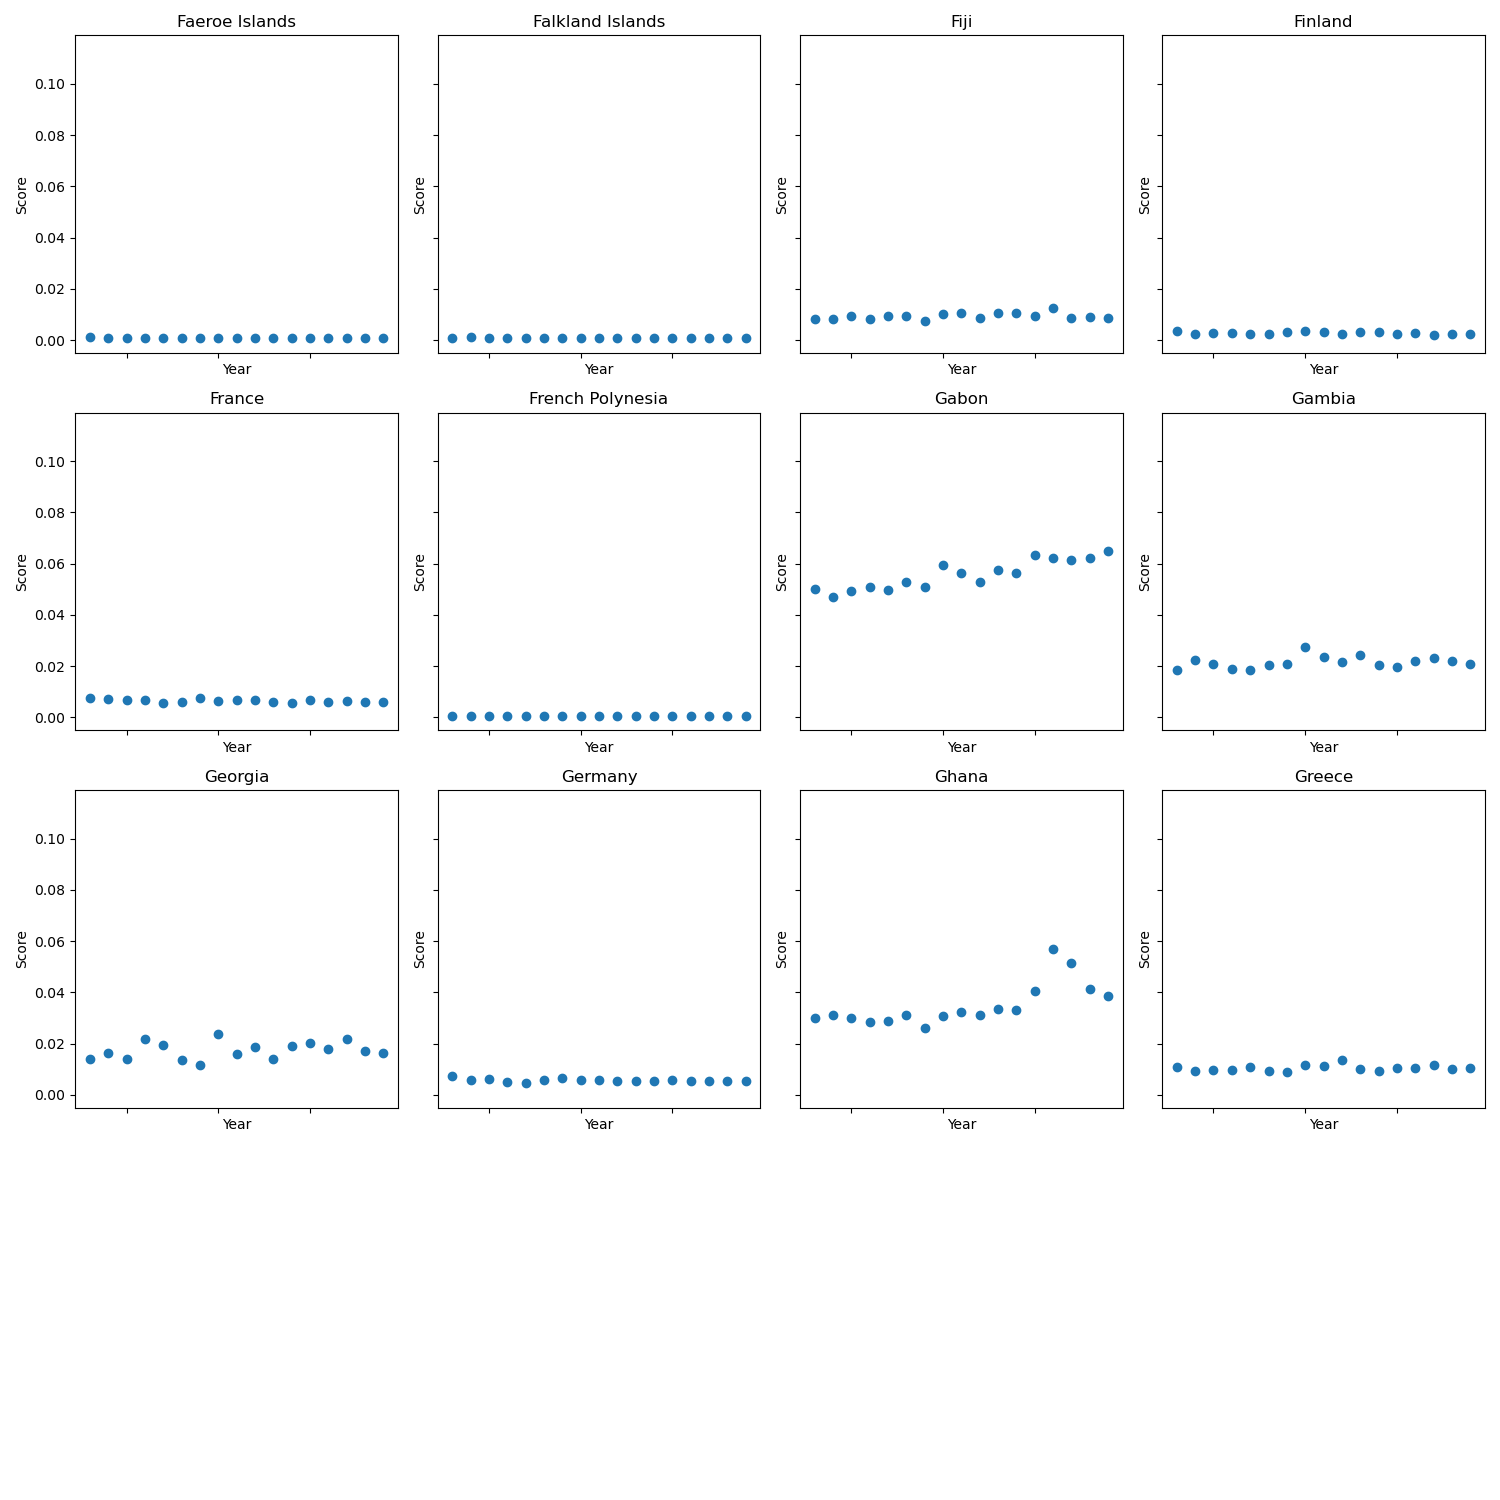 Faeroe Islands
Falkland Islands
Fiji
Finland
0.10
0.08
0.06
0.04
0.02
0.00
Score
Score
Score
Score
Year
Year
Year
Year
France
French Polynesia
Gabon
Gambia
0.10
0.08
0.06
0.04
0.02
0.00
Score
Score
Score
Score
Year
Year
Year
Year
Georgia
Germany
Ghana
Greece
0.10
0.08
0.06
0.04
0.02
0.00
Score
Score
Score
Score
Year
Year
Year
Year